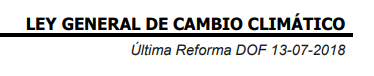 LEY GENERAL DE CAMBIO CLIMÁTICO
Última Reforma DOF 13-07-2018